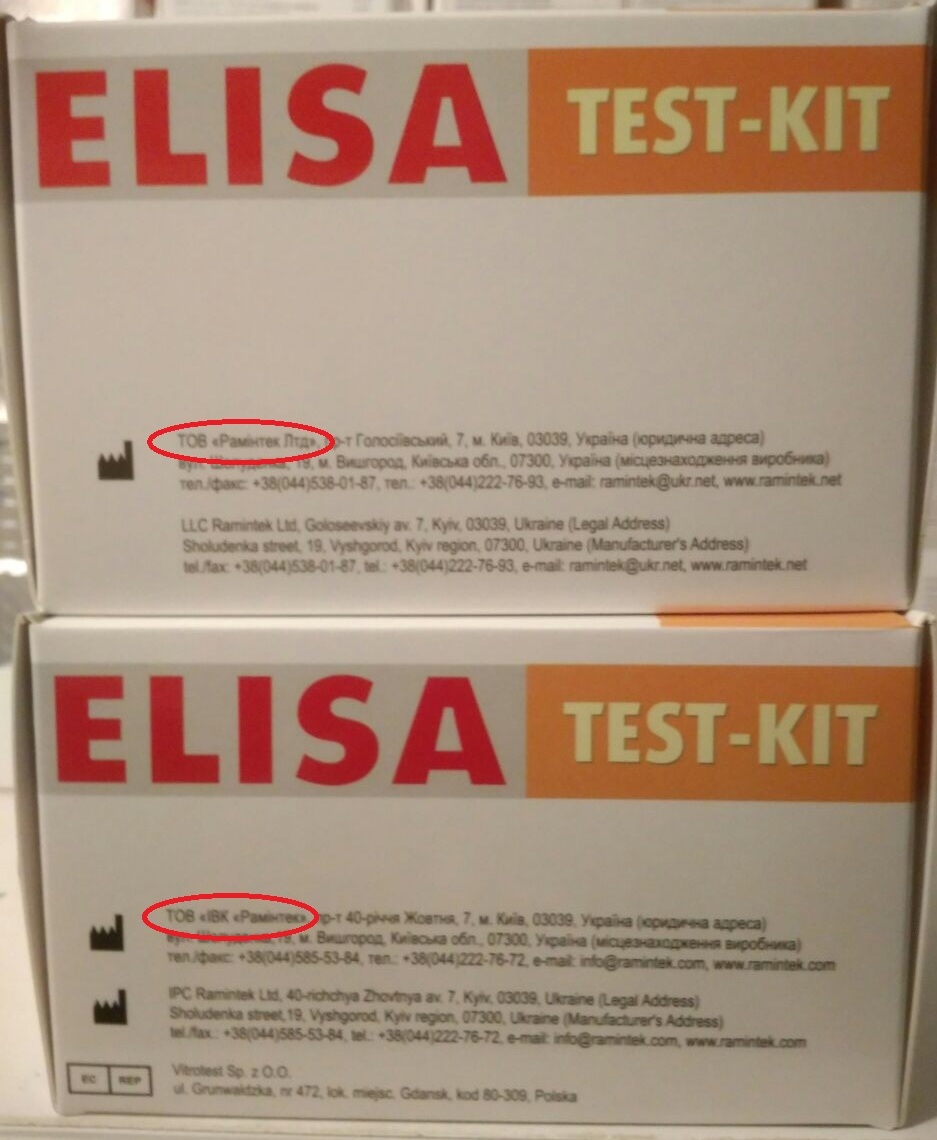 ELISA TEST-KIT
ТОВ «Рамінтек Лтд», пр-т Голосіївський, 7, м. Київ, 03039, Україна (юридична адреса)
вул. Шолуденка, 19, м. Вишгород, Київська обл., 07300, Україна (місцезнаходження виробника)
тел./факс: +38(044)538-01-87, тел.: +38(044)222-76-93, e-mail: ramintek@ukr.net, www.ramintek.net
LLC Ramintek Ltd, Goloseevskiy av. 7, Kyiv, 03039, Ukraine (Legal Address)
Sholudenka street, 19, Vyshgorod, Kyiv region, 07300, Ukraine (Manufacturer's Address)
tel./fax: +38(044)538-01-87, tel.: +38(044)222-76-93, e-mail: ramintek@ukr.net, www.ramintek.net
ELISA TEST-KIT
ТОВ «ІВК «Рамінтек», пр-т 40-річчя Жовтня, 7, м. Київ, 03039, Україна (юридична адреса)
вул. Шолуденка, 19, м. Вишгород, Київська обл., 07300, Україна (місцезнаходження виробника)
тел./факс: +38(044)585-53-84, тел.: +38(044)222-76-72, e-mail: info@ramintek.com, www.ramintek.com
IPC Ramintek Ltd, 40-richchya Zhovtnya av. 7, Kyiv, 03039, Ukraine (Legal Address)
Sholudenka street,19, Vyshgorod, Kyiv region, 07300, Ukraine (Manufacturer's Address)
tel./fax.: +38(044)585-53-84, tel.: +38(044)222-76-72, e-mail: info@ramintek.com, www.ramintek.com
EC REP
Vitrotest Sp. z O.O.
ul. Grunwaldzka, nr 472, lok. miejsc. Gdansk, kod 80-309, Polska